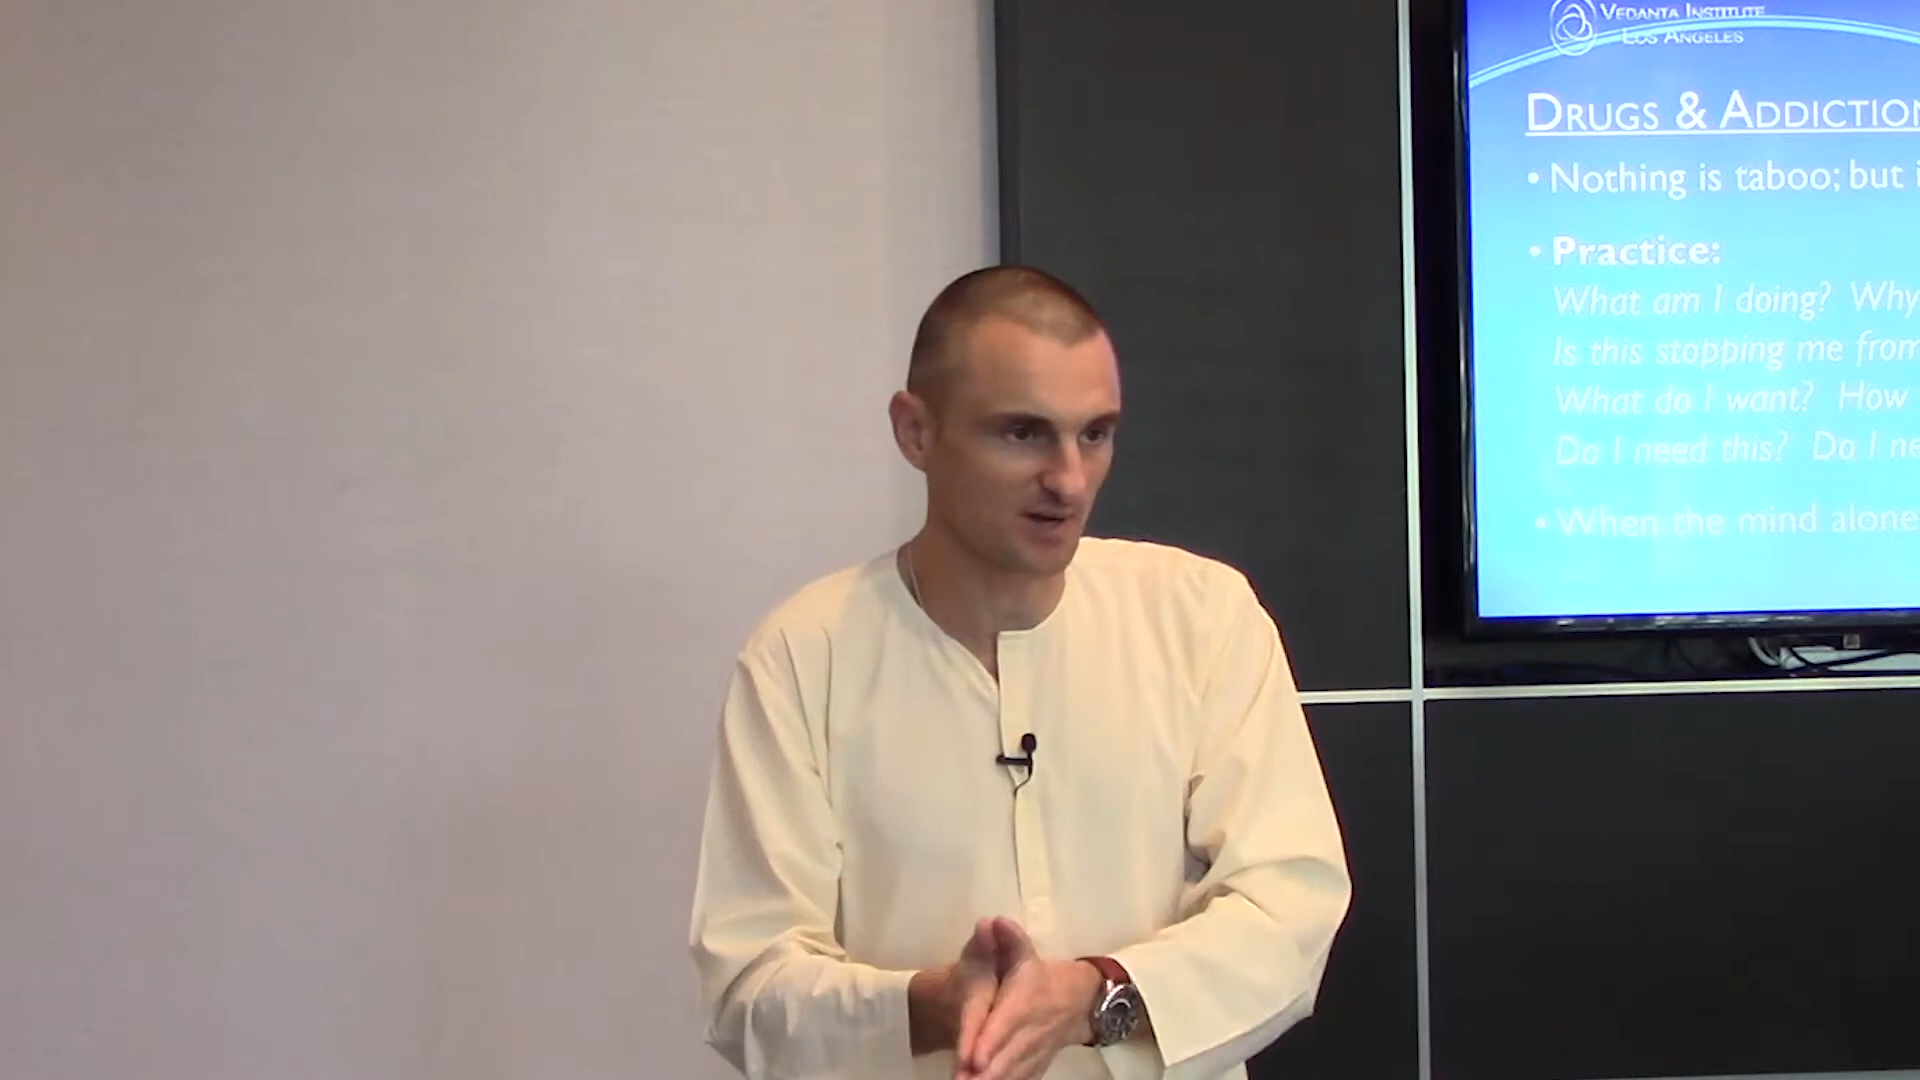 VEDANTA INSTITUTE
LOS ANGELES
DRUGS & ADDICTION
• Nothing is taboo; but
• Practice:
What am I doing? Why
Is this stopping me from
What do I want? How
Do I need this? Do I
• When the mind alone